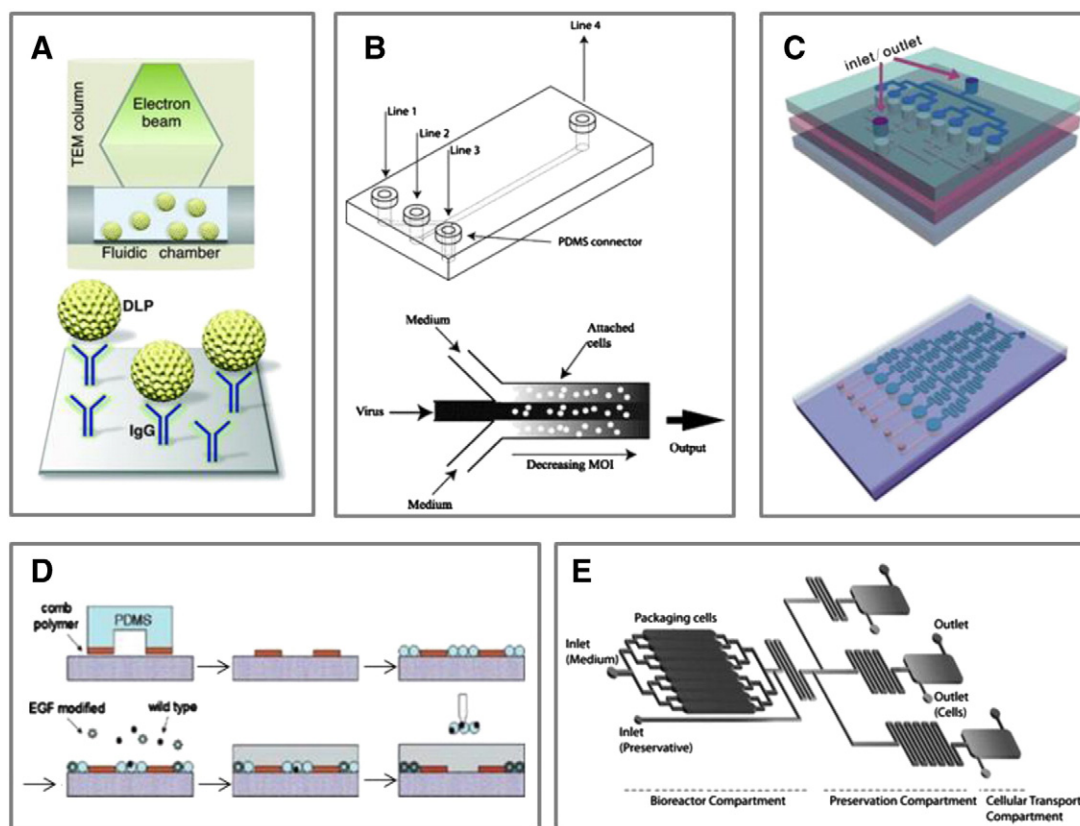 A
TEM column
Electron
beam
Fluidic chamber
DLP
IgG
B
Line 4
Line 1
Line 2
Line 3
PDMS connector
Medium
Attached
cells
Virus
Output
Decreasing MOI
Medium
C
inlet/outlet
D
comb
polymer
PDMS
EGF modified
wild type
E
Packaging cells
Inlet
(Medium)
Inlet
(Preservative)
Outlet
Outlet
(Cells)
Bioreactor Compartment
Preservation Compartment
Cellular Transport
Compartment